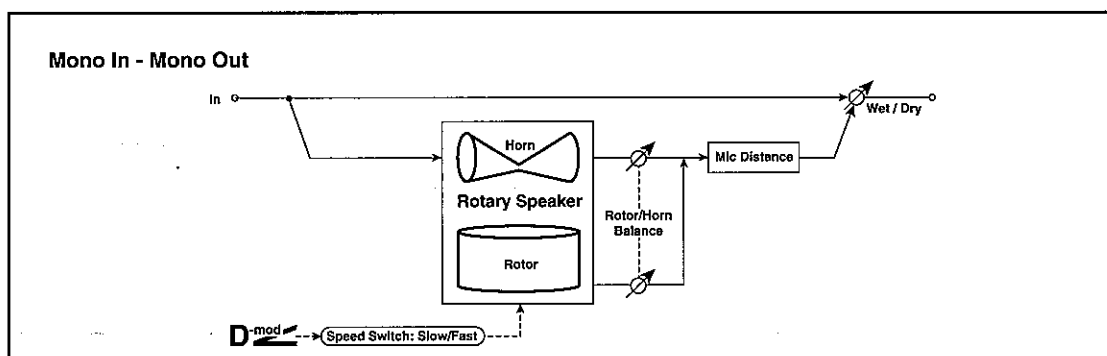 Mono In - Mono Out
In
Wet / Dry
Horn
Mic Distance
Rotary Speaker
Rotor/Horn
Balance
Rotor
D-mod
Speed Switch: Slow/Fast